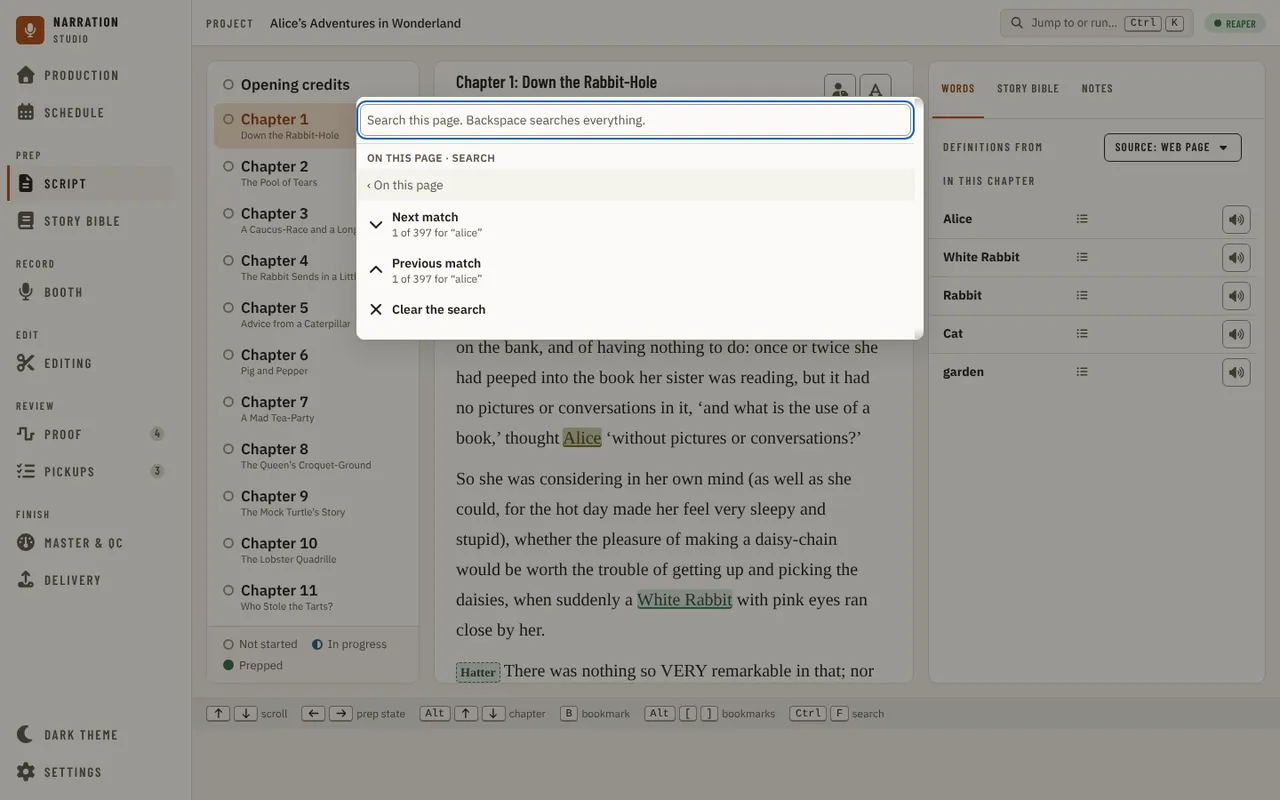 NARRATION
STUDIO
PRODUCTION
SCHEDULE
PREP
SCRIPT
STORY BIBLE
RECORD
BOOTH
EDIT
EDITING
REVIEW
PROOF 4
PICKUPS 3
FINISH
MASTER & QC
DELIVERY
DARK THEME
SETTINGS
PROJECT Alice's Adventures in Wonderland
Jump to or run… Ctrl K
REAPER
Opening credits
Chapter 1
Down the Rabbit-Hole
Chapter 2
The Pool of Tears
Chapter 3
A Caucus-Race and a Long
Chapter 4
The Rabbit Sends in a
Chapter 5
Advice from a Caterpillar
Chapter 6
Pig and Pepper
Chapter 7
A Mad Tea-Party
Chapter 8
The Queen's Croquet-Ground
Chapter 9
The Mock Turtle's Story
Chapter 10
The Lobster Quadrille
Chapter 11
Who Stole the Tarts?
Not started In progress
Prepped
Chapter 1: Down the Rabbit-Hole
A
Search this page. Backspace searches everything.
ON THIS PAGE · SEARCH
‹ On this page
Next match
1 of 397 for “alice”
Previous match
1 of 397 for “alice”
Clear the search
on the bank, and of having nothing to do: once or twice she
had peeped into the book her sister was reading, but it had
no pictures or conversations in it, ‘and what is the use of a
book,’ thought Alice ‘without pictures or conversations?’
So she was considering in her own mind (as well as she
could, for the hot day made her feel very sleepy and
stupid), whether the pleasure of making a daisy-chain
would be worth the trouble of getting up and picking the
daisies, when suddenly a White Rabbit with pink eyes ran
close by her.
Hatter There was nothing so VERY remarkable in that; nor
WORDS STORY BIBLE NOTES
DEFINITIONS FROM SOURCE: WEB PAGE
IN THIS CHAPTER
Alice
White Rabbit
Rabbit
Cat
garden
↑ ↓ scroll ← → prep state Alt ↑ ↓ chapter B bookmark Alt [ ] bookmarks Ctrl F search